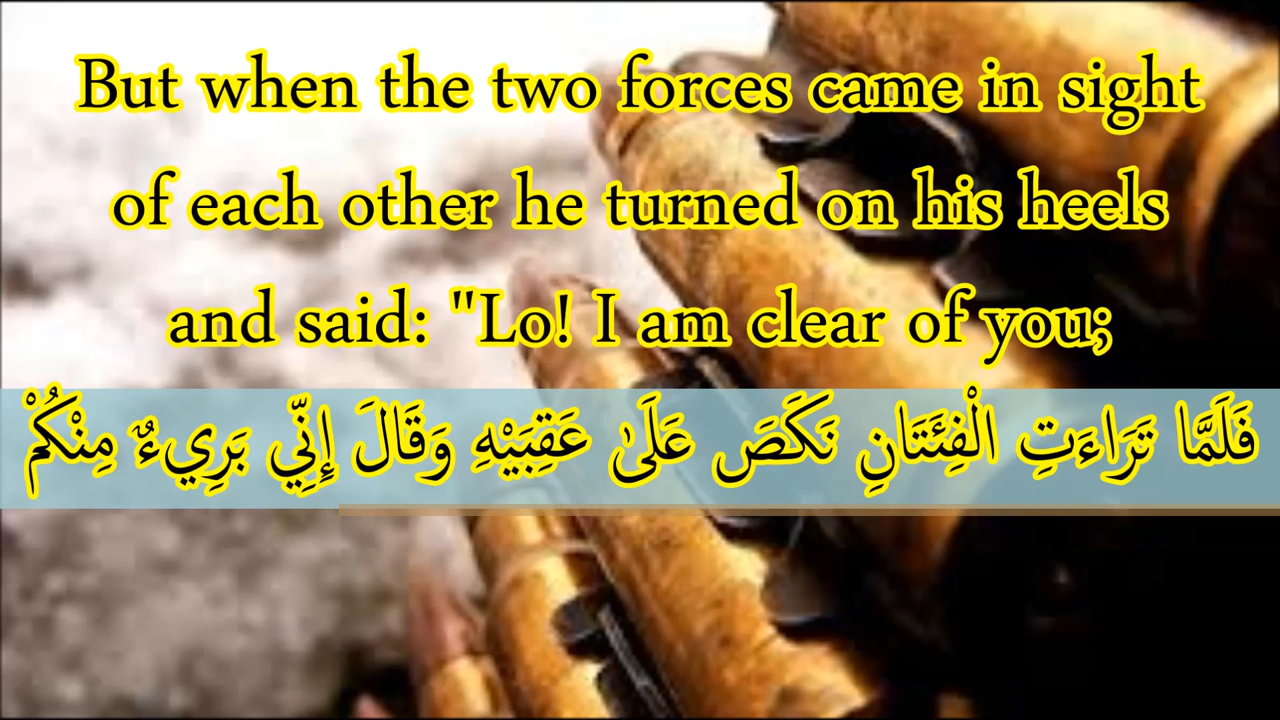 But when the two forces came in sight
of each other he turned on his heels
and said: "Lo! I am clear of you;
فَلَمَّا تَرَاءَتِ الْفِئَتَانِ نَكَصَ عَلَىٰ عَقِبَيْهِ وَقَالَ إِنِّي بَرِيءٌ مِنْكُمْ